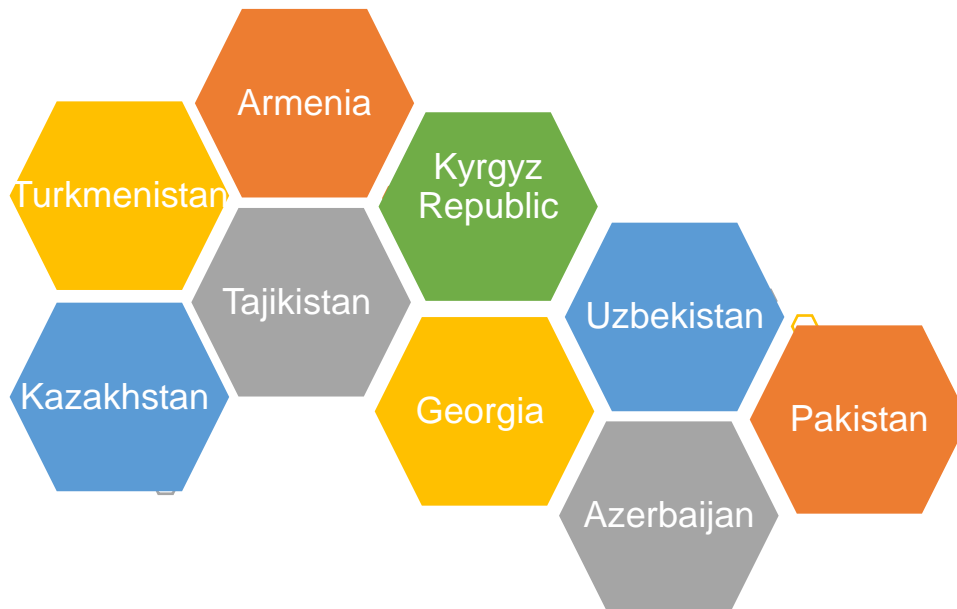 Armenia
Turkmenistan
Kyrgyz
Republic
Tajikistan
Uzbekistan
Kazakhstan
Georgia
Pakistan
Azerbaijan